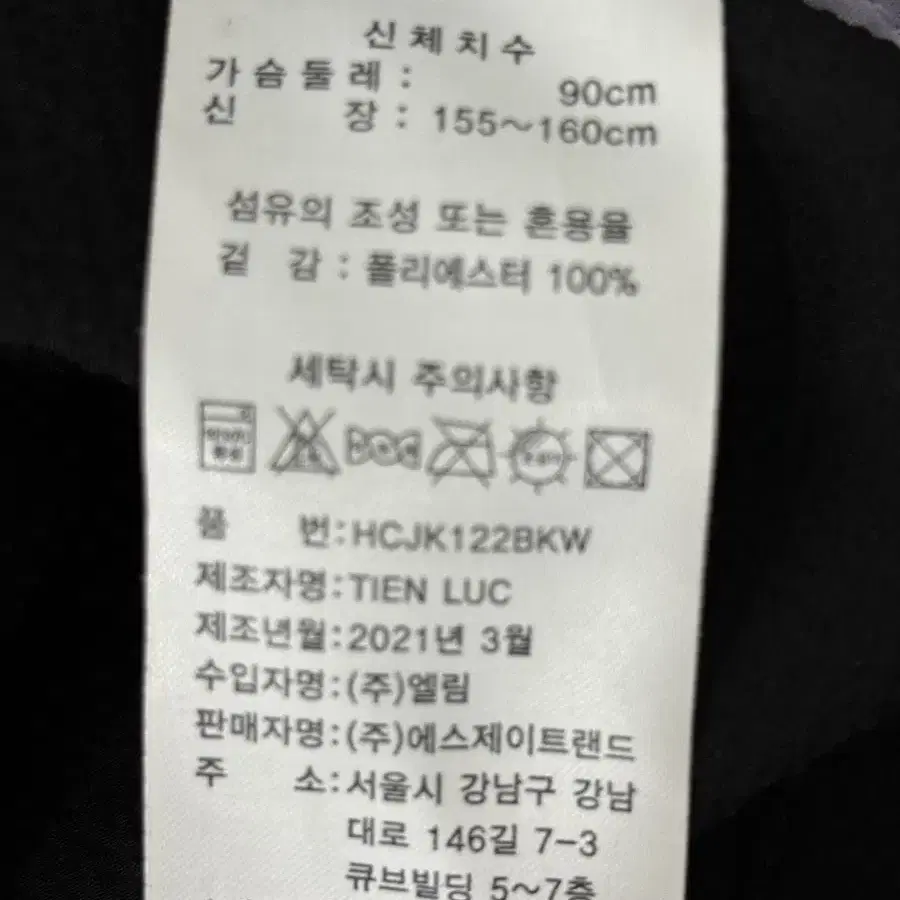 신체치수
가슴둘레: 90cm
신 장: 155~160cm
섬유의 조성 또는 혼용율
겉 감: 폴리에스터 100%
세탁시 주의사항
품 번:HCJK122BKW
제조자명:TIEN LUC
제조년월:2021년 3월
수입자명:(주)엘림
판매자명:(주)에스제이트랜드
주 소:서울시 강남구 강남
대로 146길 7-3
큐브빌딩 5~7층